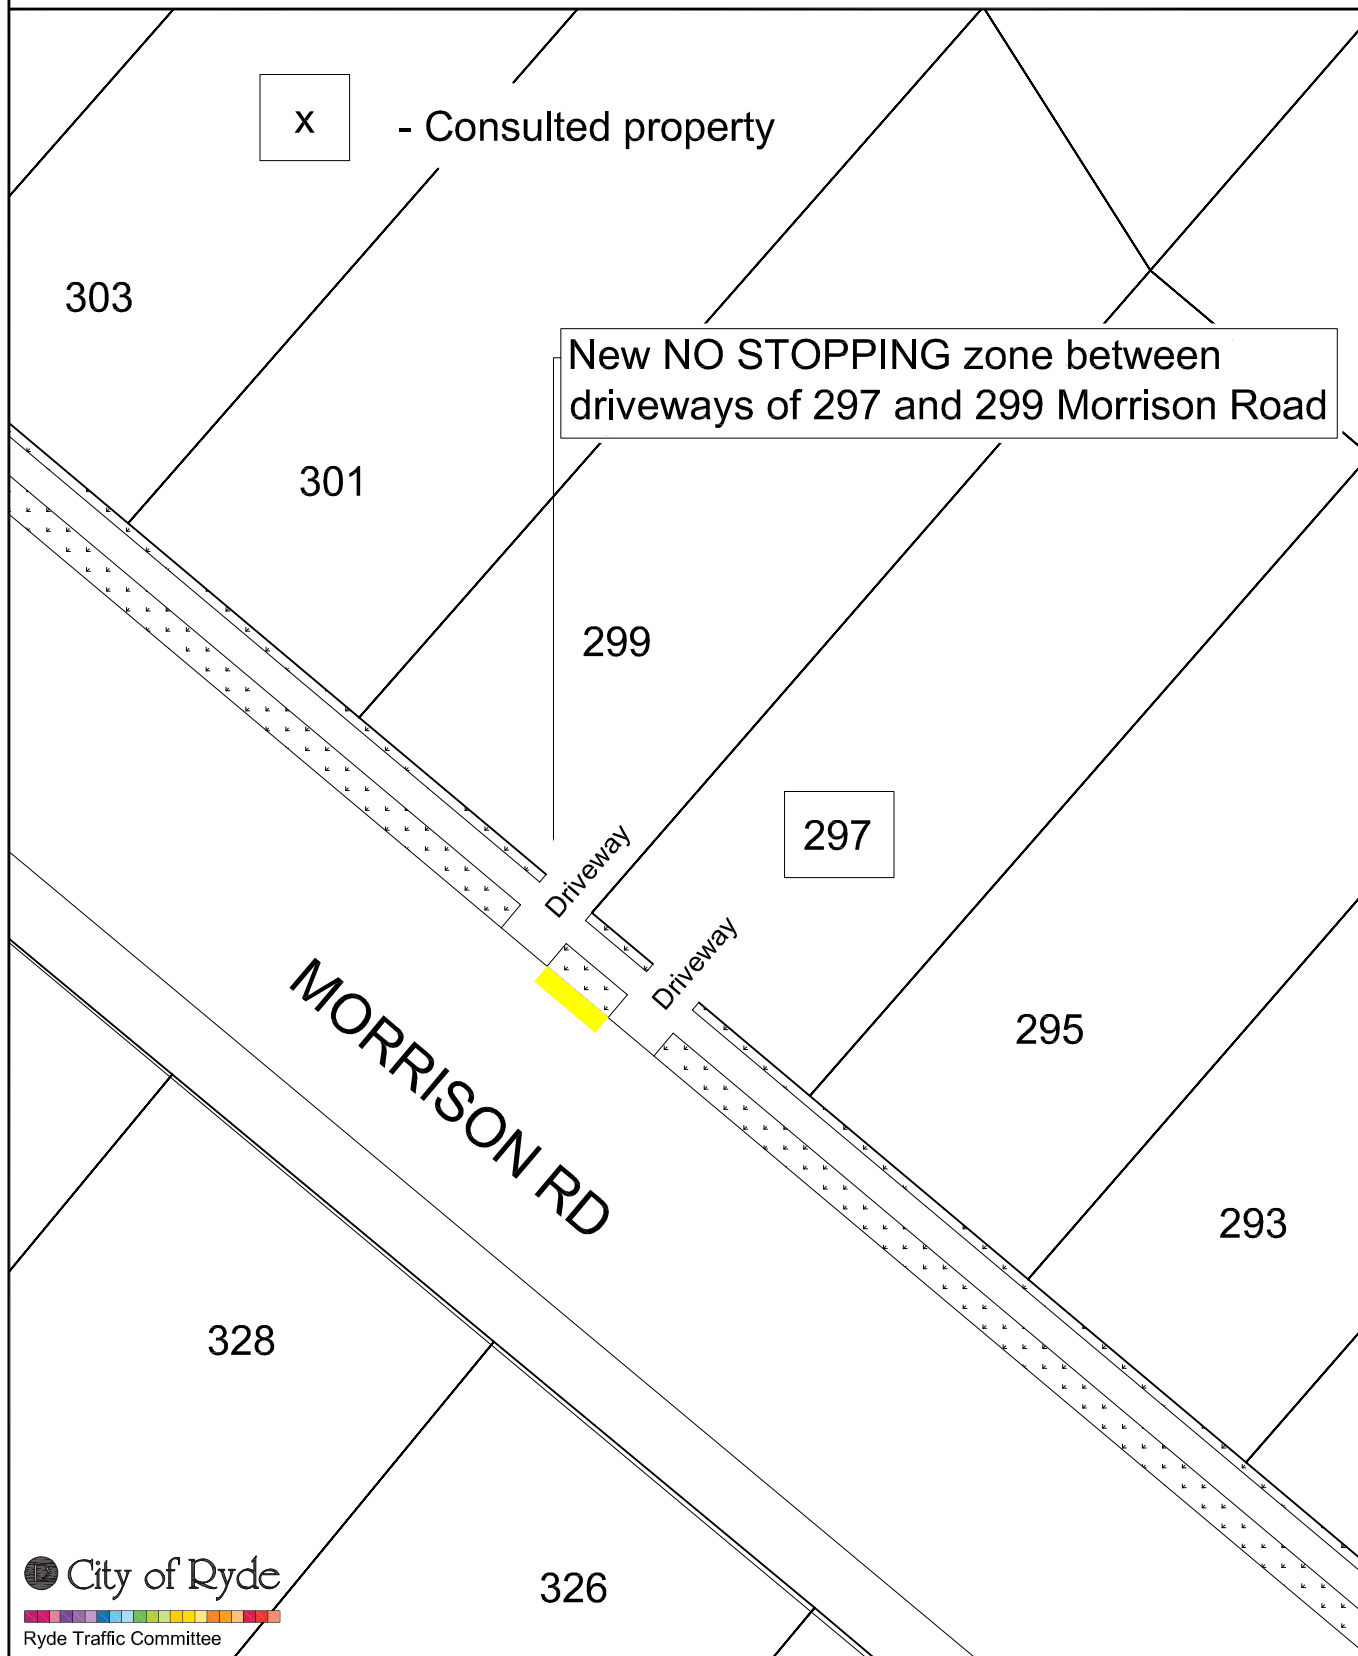 x
- Consulted property
303
New NO STOPPING zone between
driveways of 297 and 299 Morrison Road
301
299
297
Driveway
Driveway
295
MORRISON RD
293
328
326
City of Ryde
Ryde Traffic Committee